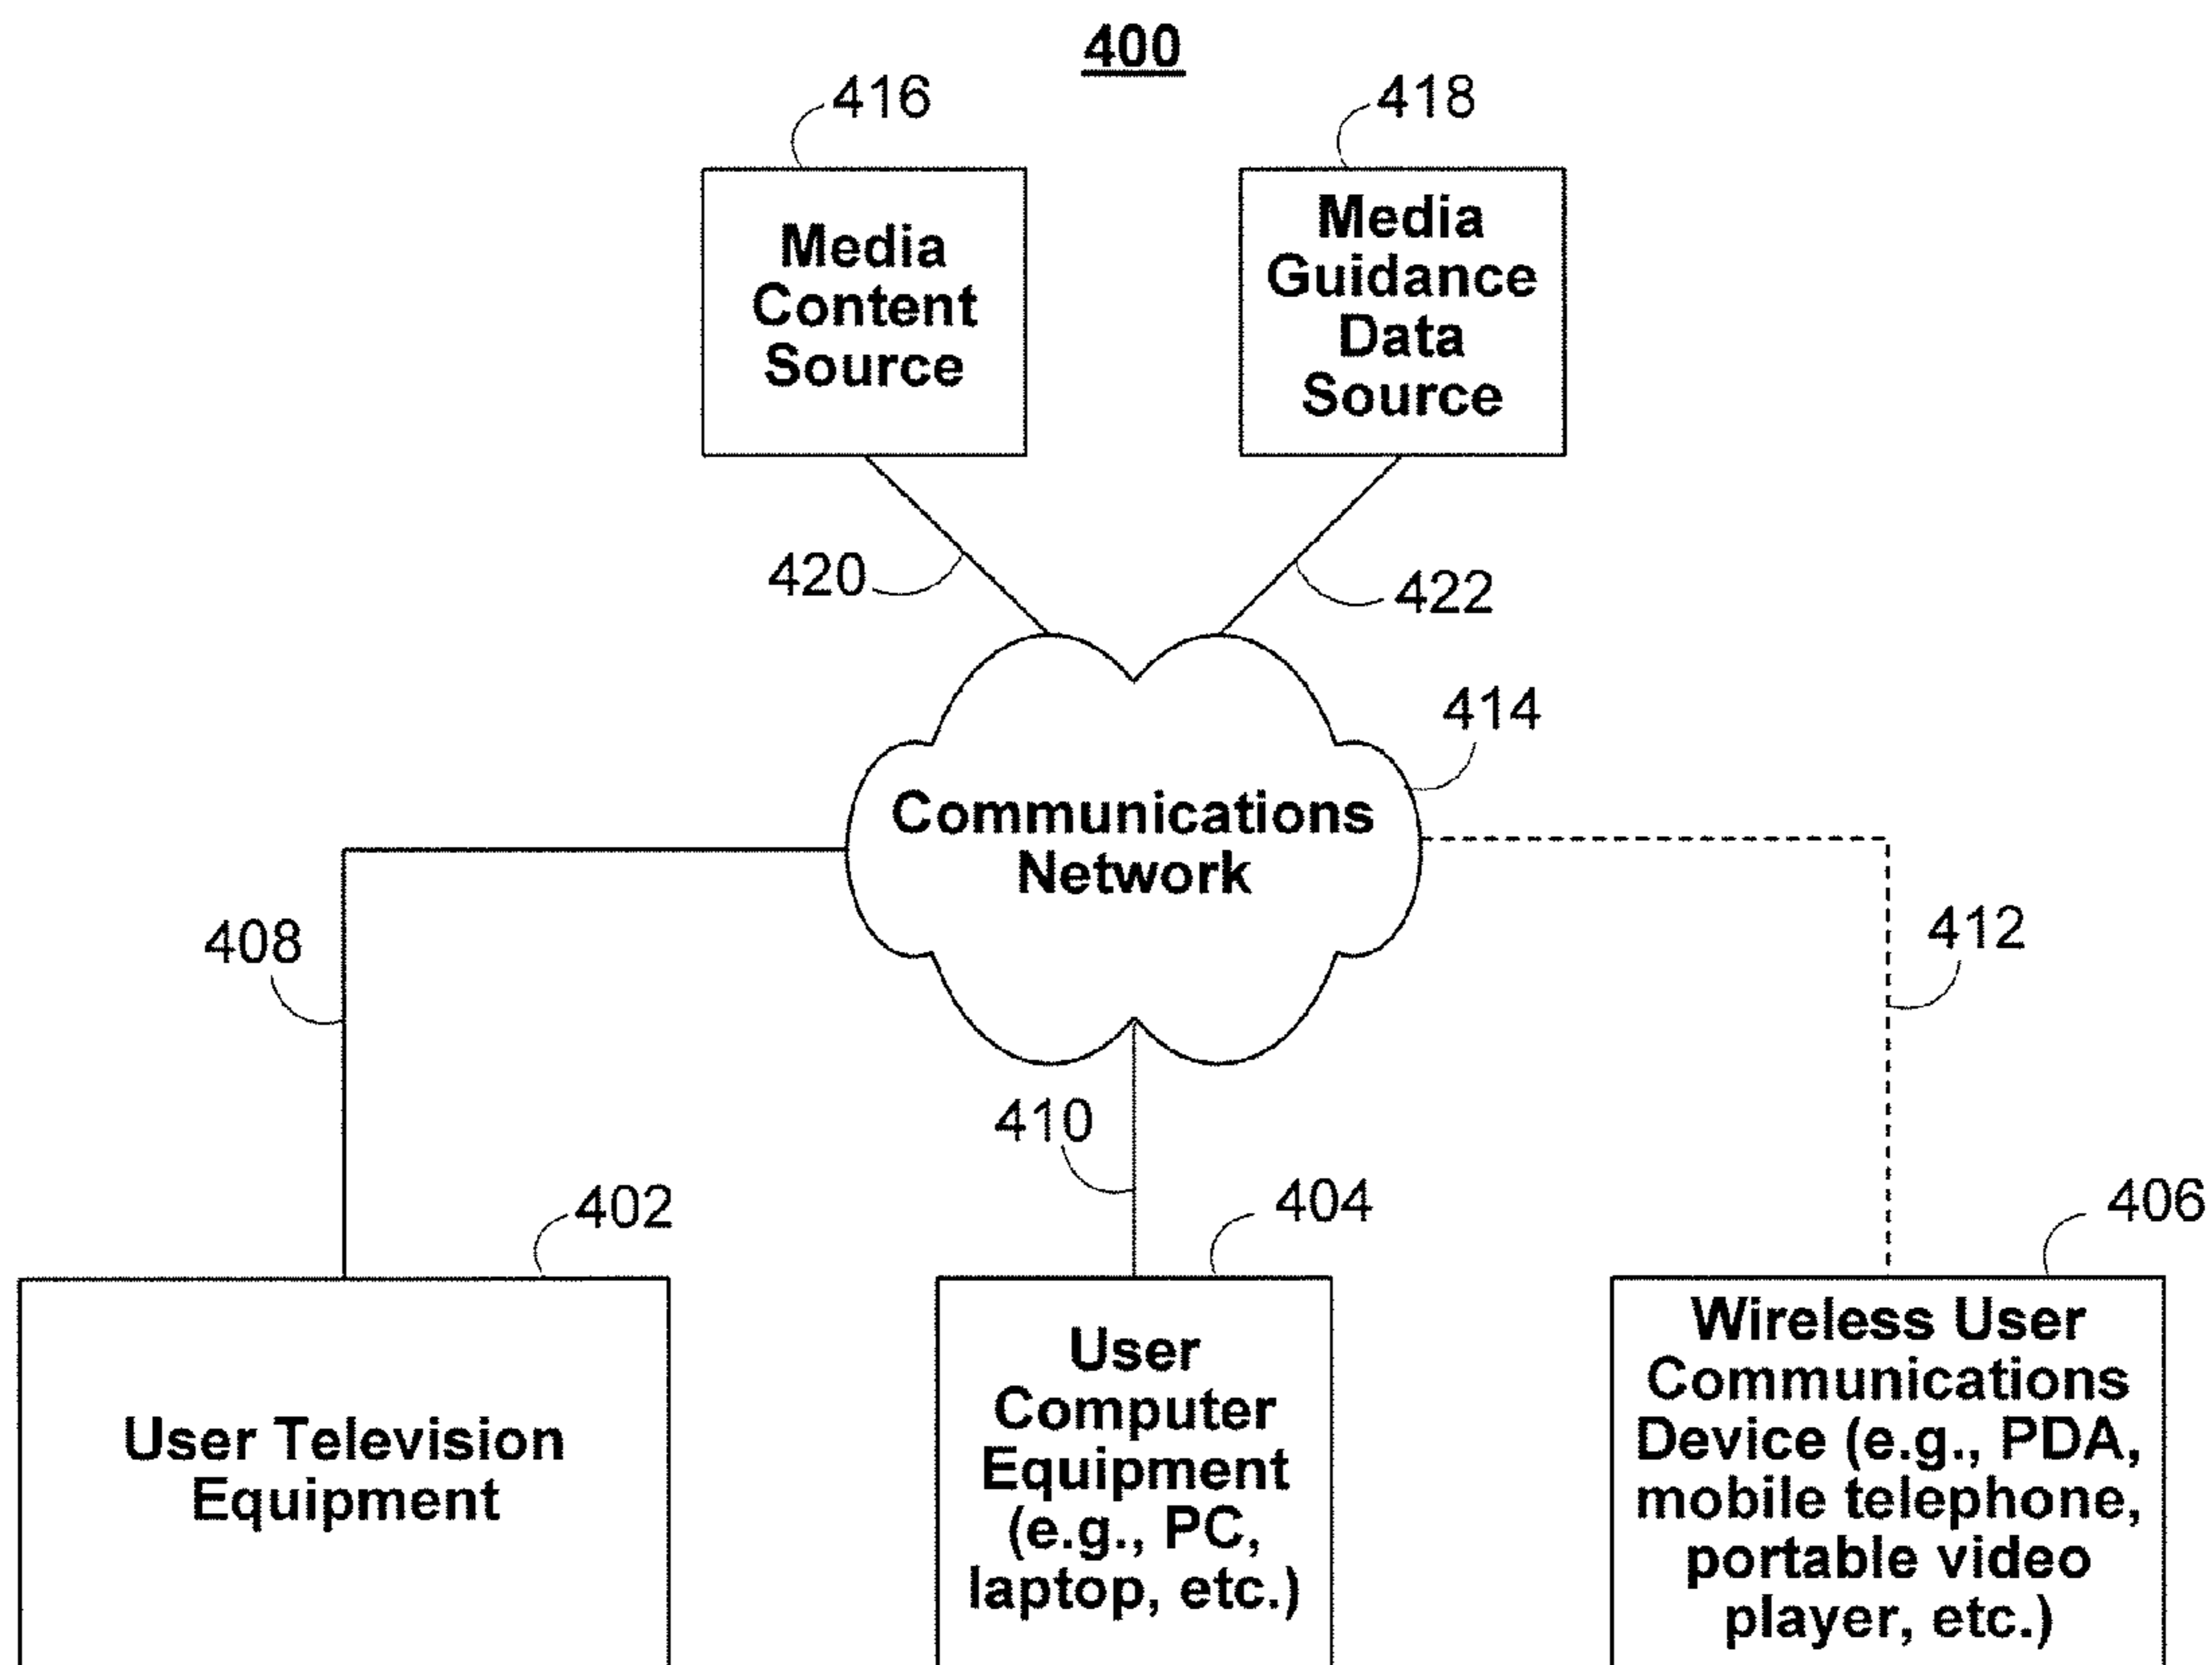 400
416
418
Media
Content
Source
Media
Guidance
Data
Source
420
422
414
Communications
Network
408
412
410
402
404
406
User Television
Equipment
User
Computer
Equipment
(e.g., PC,
laptop, etc.)
Wireless User
Communications
Device (e.g., PDA,
mobile telephone,
portable video
player, etc.)